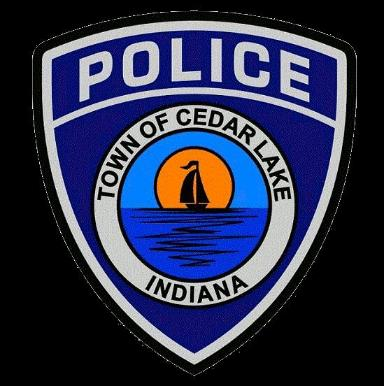 POLICE
TOWN OF CEDAR LAKE
INDIANA